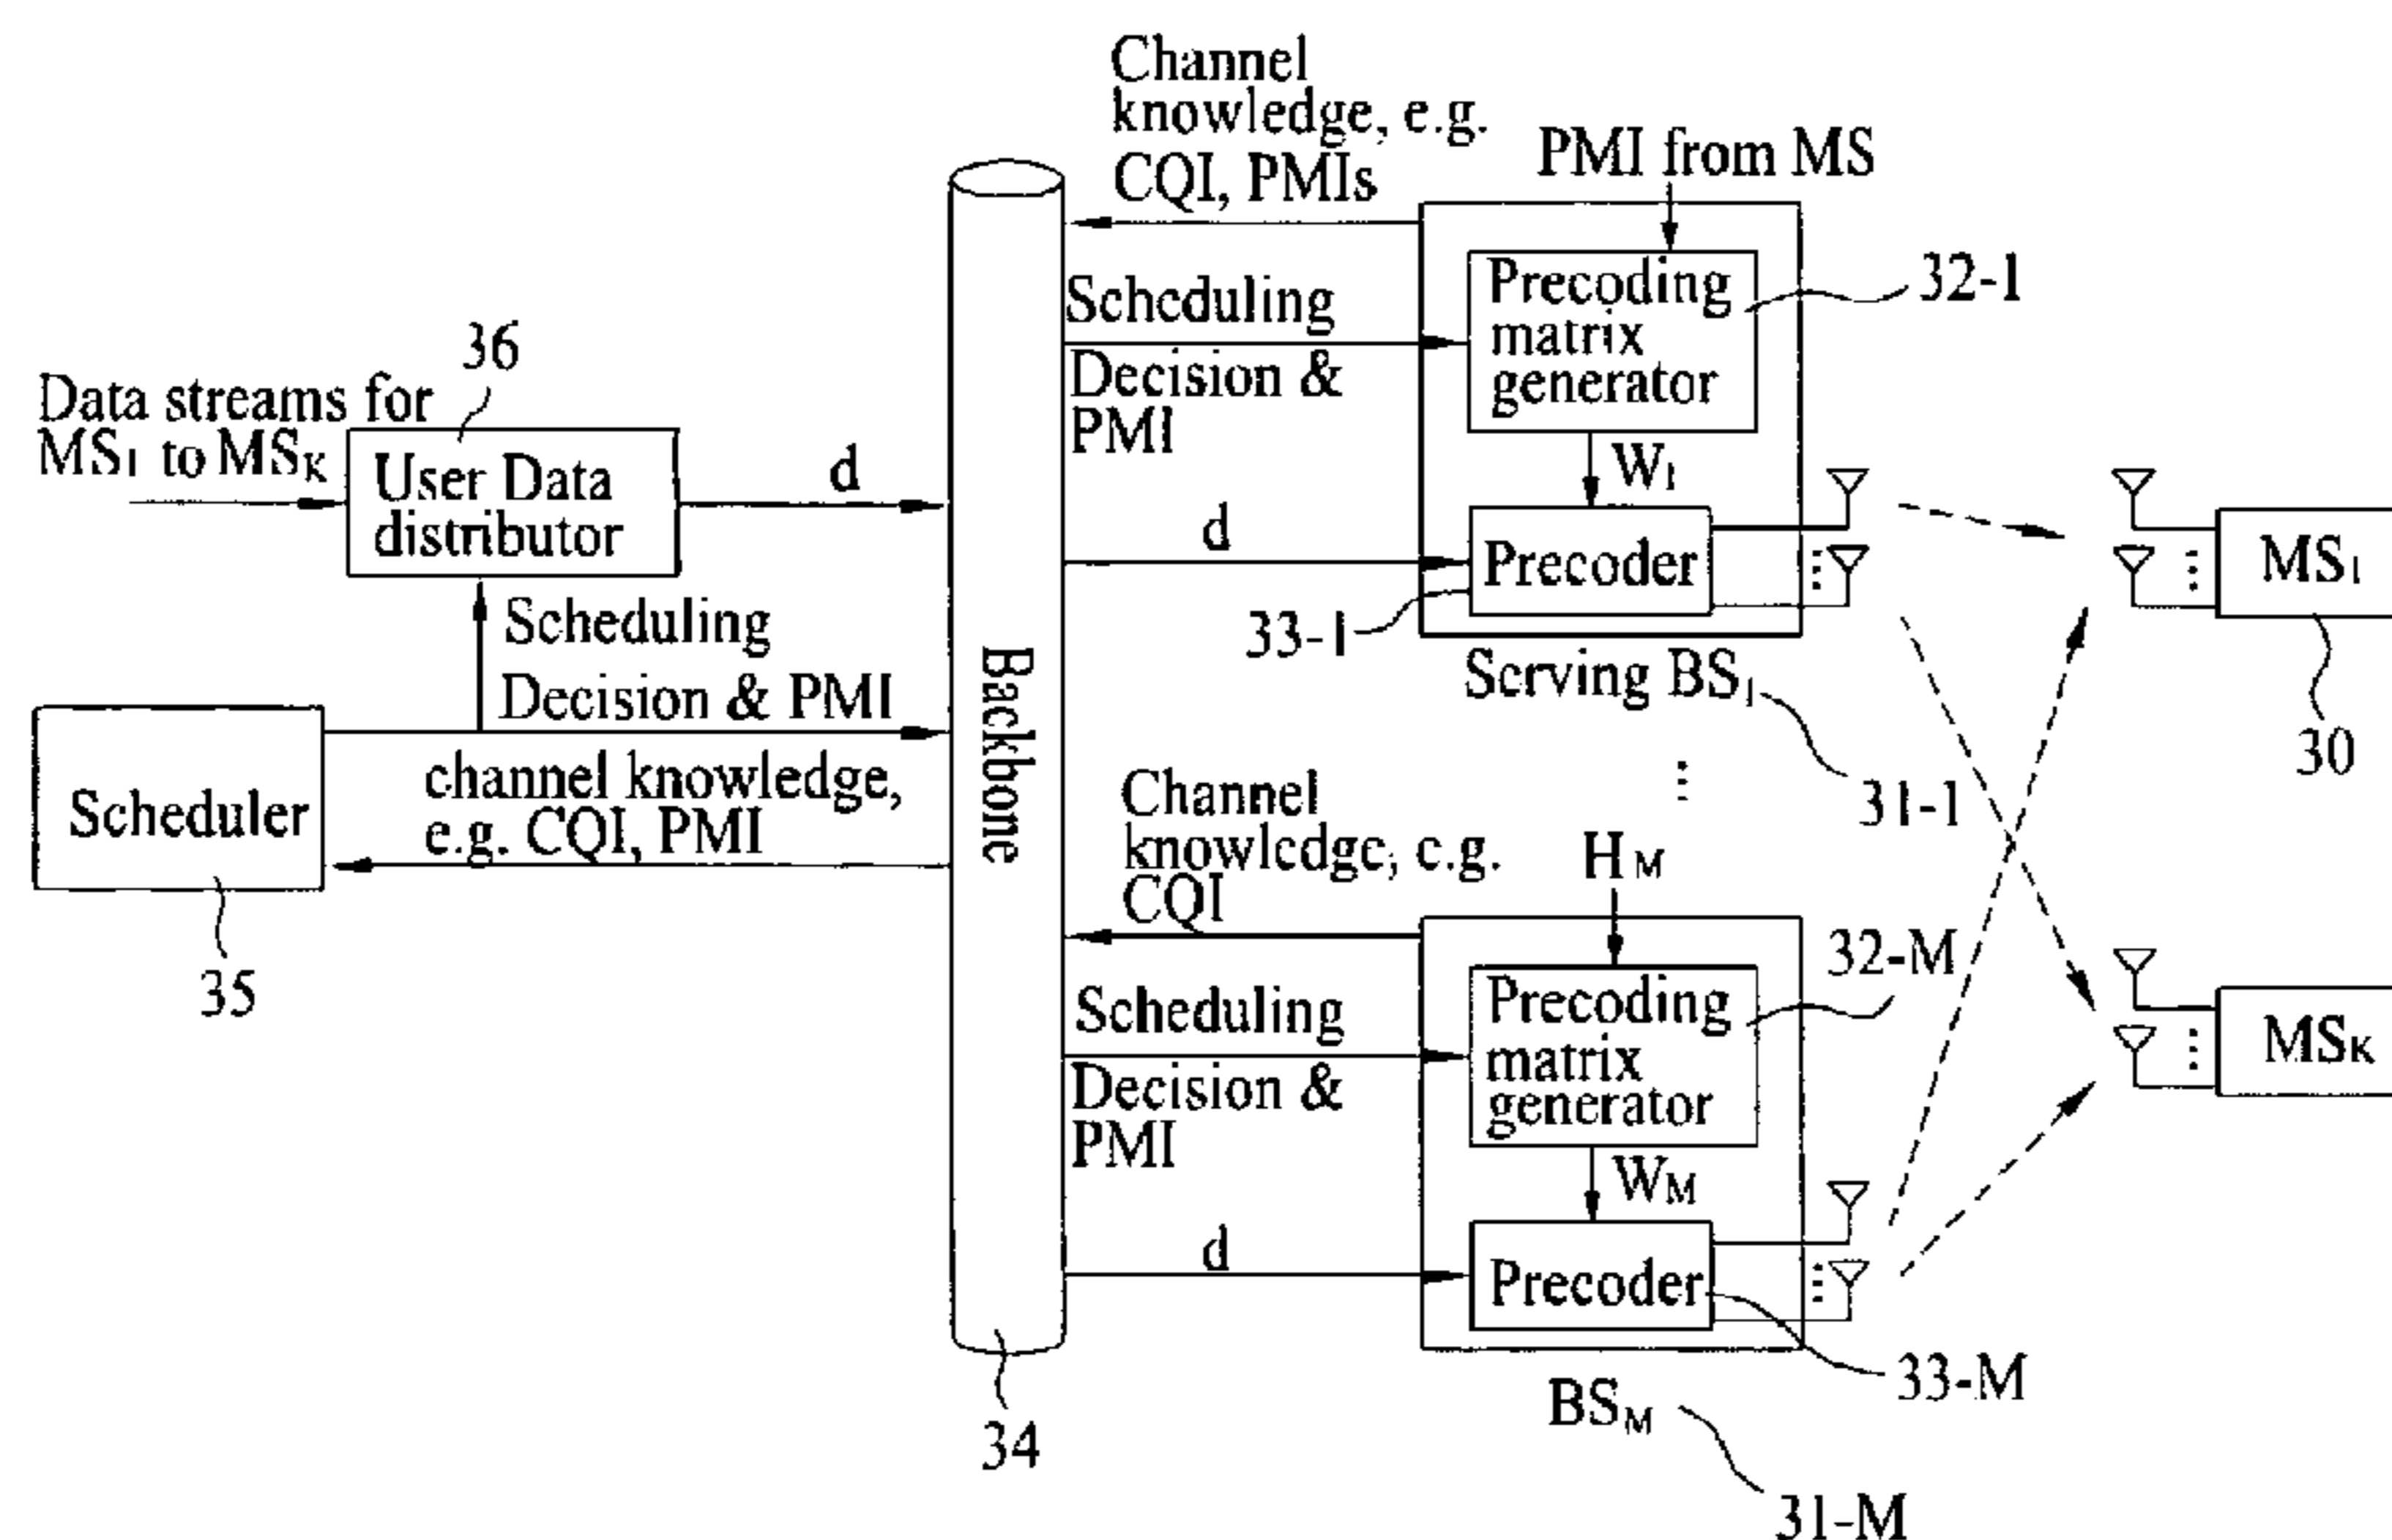 Channel
knowledge, e.g.
CQI, PMIs
PMI from MS
Precoding
matrix
generator
32-1
Scheduling
Decision &
PMI
W1
d
Precoder
33-1
Serving BS1
31-1
MS1
30
36
Data streams for
MS1 to MSK
User Data
distributor
d
Scheduling
Decision & PMI
Scheduler
35
channel knowledge,
e.g. CQI, PMI
Backbone
34
Channel
knowledge, e.g.
CQI
HM
Precoding
matrix
generator
32-M
Scheduling
Decision &
PMI
WM
d
Precoder
33-M
BSM
31-M
MSK